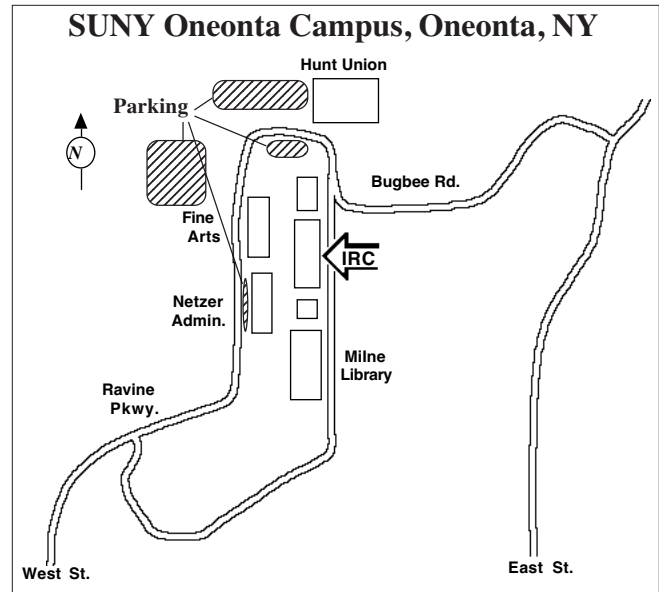 SUNY Oneonta Campus, Oneonta, NY
Hunt Union
Parking
N
Bugbee Rd.
Fine
Arts
IRC
Netzer
Admin.
Milne
Library
Ravine
Pkwy.
West St.
East St.